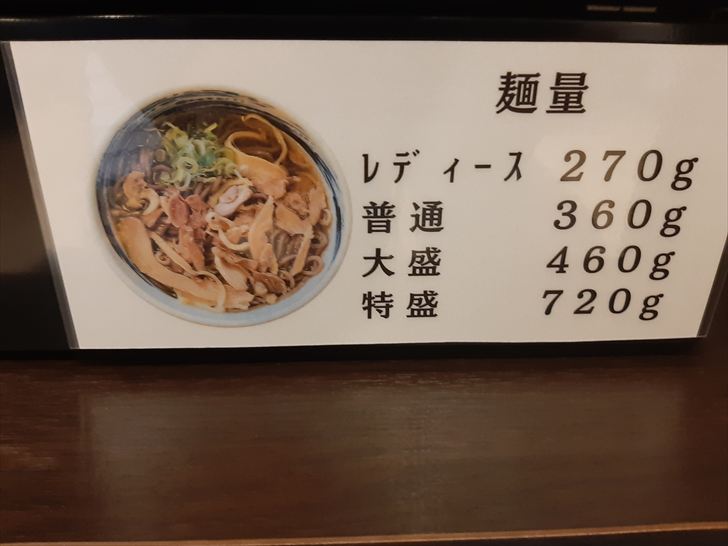 麺量
レディース 270g
普通 360g
大盛 460g
特盛 720g